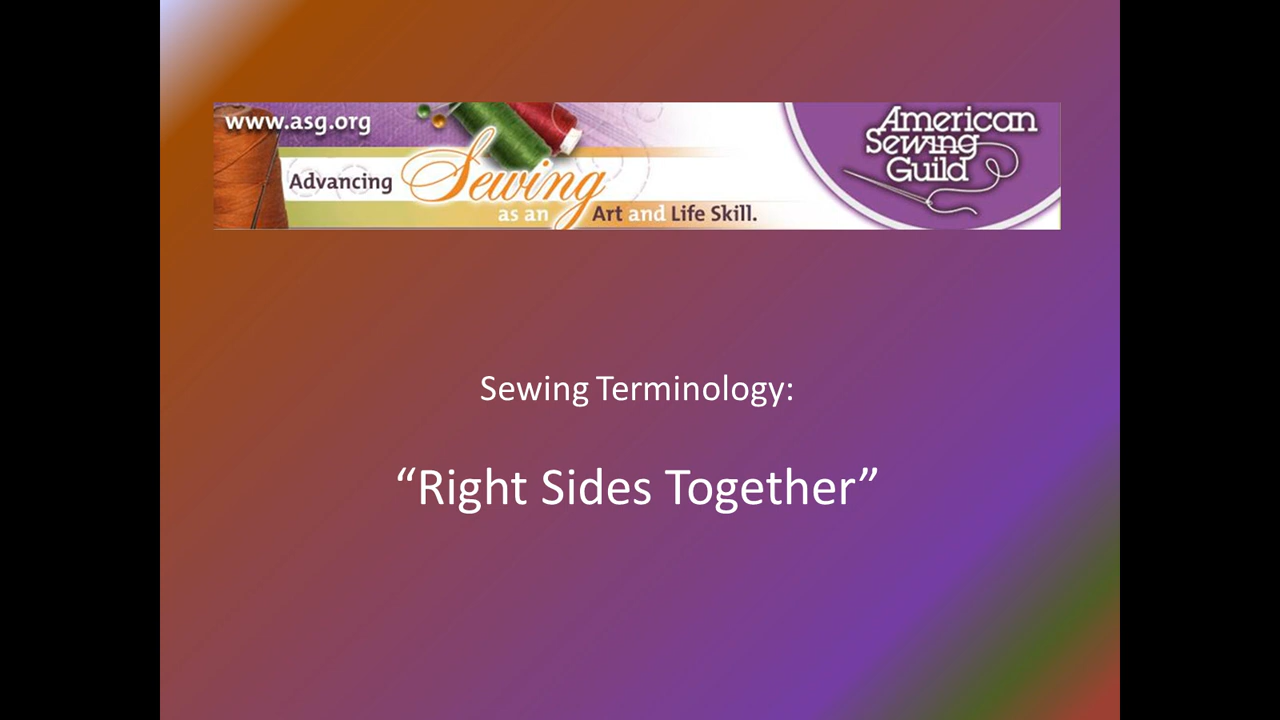 www.asg.org
American
Sewing
Guild
Advancing Sewing
as an Art and Life Skill.
Sewing Terminology:
“Right Sides Together”